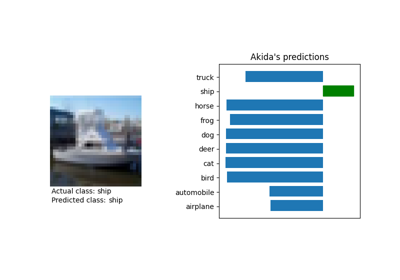 Akida's predictions
truck
ship
horse
frog
dog
deer
cat
bird
automobile
airplane
Actual class: ship
Predicted class: ship